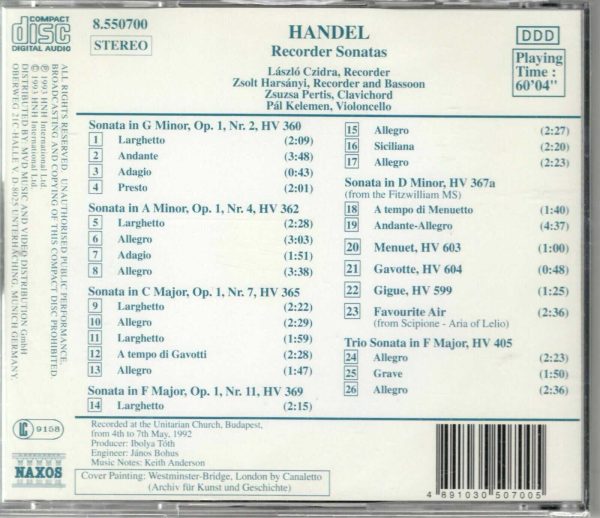 COMPACT
disc
DIGITAL AUDIO
8.550700
STEREO
HANDEL
Recorder Sonatas
László Czidra, Recorder
Zsolt Harsányi, Recorder and Bassoon
Zsuzsa Pertis, Clavichord
Pál Kelemen, Violoncello
DDD
Playing
Time :
60'04"
ALL RIGHTS RESERVED. UNAUTHORISED PUBLIC PERFORMANCE,
BROADCASTING AND COPYING OF THIS COMPACT DISC PROHIBITED.
℗ 1993 HNH International Ltd.
© 1993 HNH International Ltd.
DISTRIBUTED BY: MVD MUSIC AND VIDEO DISTRIBUTION GmbH
OBERWEG 21C-HALLE V, D-8025 UNTERHACHING, MUNICH GERMANY.
Sonata in G Minor, Op. 1, Nr. 2, HV 360
1 Larghetto (2:09)
2 Andante (3:48)
3 Adagio (0:43)
4 Presto (2:01)
Sonata in A Minor, Op. 1, Nr. 4, HV 362
5 Larghetto (2:28)
6 Allegro (3:03)
7 Adagio (1:51)
8 Allegro (3:38)
Sonata in C Major, Op. 1, Nr. 7, HV 365
9 Larghetto (2:22)
10 Allegro (2:29)
11 Larghetto (1:59)
12 A tempo di Gavotti (2:28)
13 Allegro (1:47)
Sonata in F Major, Op. 1, Nr. 11, HV 369
14 Larghetto (2:15)
15 Allegro (2:27)
16 Siciliana (2:20)
17 Allegro (2:23)
Sonata in D Minor, HV 367a
(from the Fitzwilliam MS)
18 A tempo di Menuetto (1:40)
19 Andante-Allegro (4:37)
20 Menuet, HV 603 (1:00)
21 Gavotte, HV 604 (0:48)
22 Gigue, HV 599 (1:25)
23 Favourite Air (2:36)
(from Scipione - Aria of Lelio)
Trio Sonata in F Major, HV 405
24 Allegro (2:23)
25 Grave (1:50)
26 Allegro (2:36)
LC 9158
NAXOS
Recorded at the Unitarian Church, Budapest,
from 4th to 7th May, 1992
Producer: Ibolya Tóth
Engineer: János Bohus
Music Notes: Keith Anderson
Cover Painting: Westminster-Bridge, London by Canaletto
(Archiv für Kunst und Geschichte)
4 891030 507005